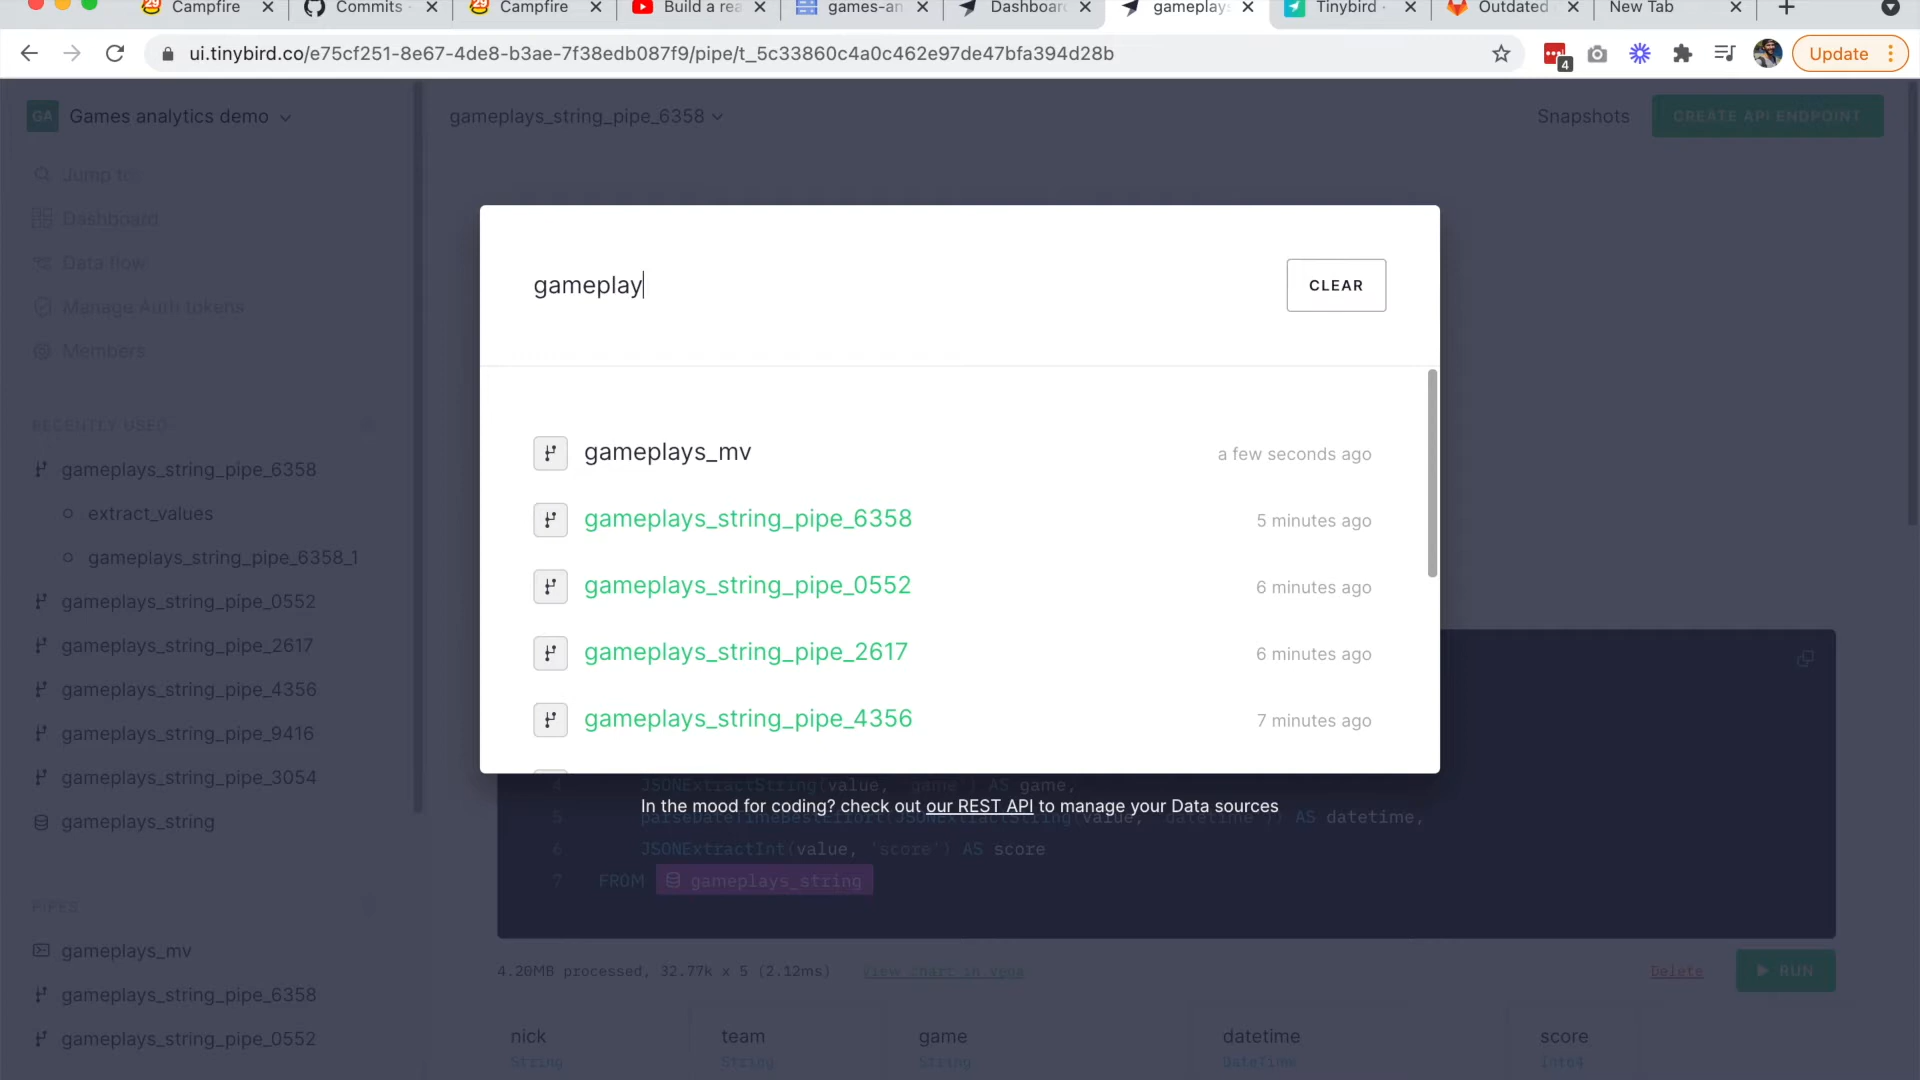 Campfire
Commits -
Campfire
Build a rea
games-an
Dashboard
gameplays
Tinybird -
Outdated
New Tab
ui.tinybird.co/e75cf251-8e67-4de8-b3ae-7f38edb087f9/pipe/t_5c33860c4a0c462e97de47bfa394d28b
4
Update
GA Games analytics demo
gameplays_string_pipe_6358
Snapshots
CREATE API ENDPOINT
Jump to:
Dashboard
Data flow
Manage Auth tokens
Members
RECENTLY USED
gameplays_string_pipe_6358
extract_values
gameplays_string_pipe_6358_1
gameplays_string_pipe_0552
gameplays_string_pipe_2617
gameplays_string_pipe_4356
gameplays_string_pipe_9416
gameplays_string_pipe_3054
gameplays_string
PIPES
gameplays_mv
gameplays_string_pipe_6358
gameplays_string_pipe_0552
gameplay
CLEAR
gameplays_mv a few seconds ago
gameplays_string_pipe_6358 5 minutes ago
gameplays_string_pipe_0552 6 minutes ago
gameplays_string_pipe_2617 6 minutes ago
gameplays_string_pipe_4356 7 minutes ago
4 JSONExtractString(value, 'game') AS game,
In the mood for coding? check out our REST API to manage your Data sources
5 parseDateTimeBestEffort(JSONExtractString(value, 'datetime')) AS datetime,
6 JSONExtractInt(value, 'score') AS score
7 FROM gameplays_string
4.20MB processed, 32.77k x 5 (2.12ms)
View chart in Vega
Delete
RUN
nick team game datetime score
String String String DateTime Int64